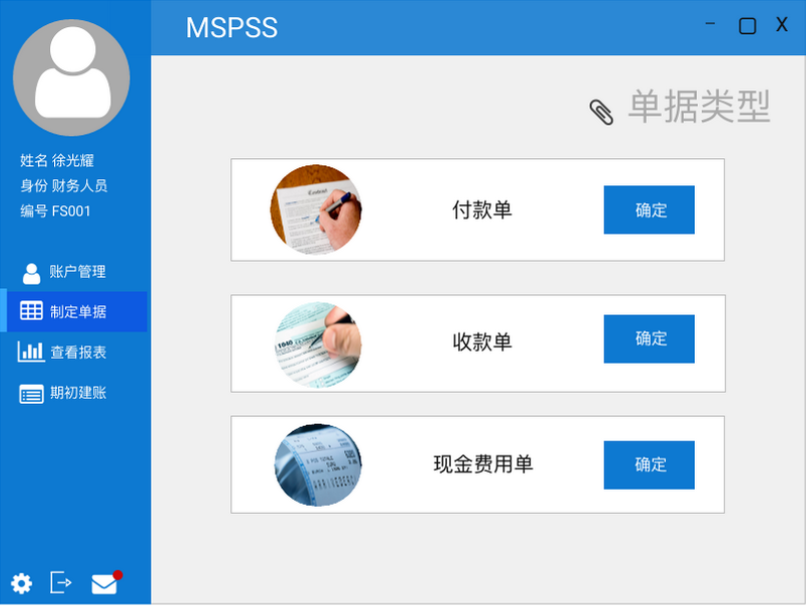 MSPSS
X
单据类型
姓名 徐光耀
身份 财务人员
编号 FS001
账户管理
制定单据
查看报表
期初建账
付款单
确定
收款单
确定
现金费用单
确定
Contract
1040